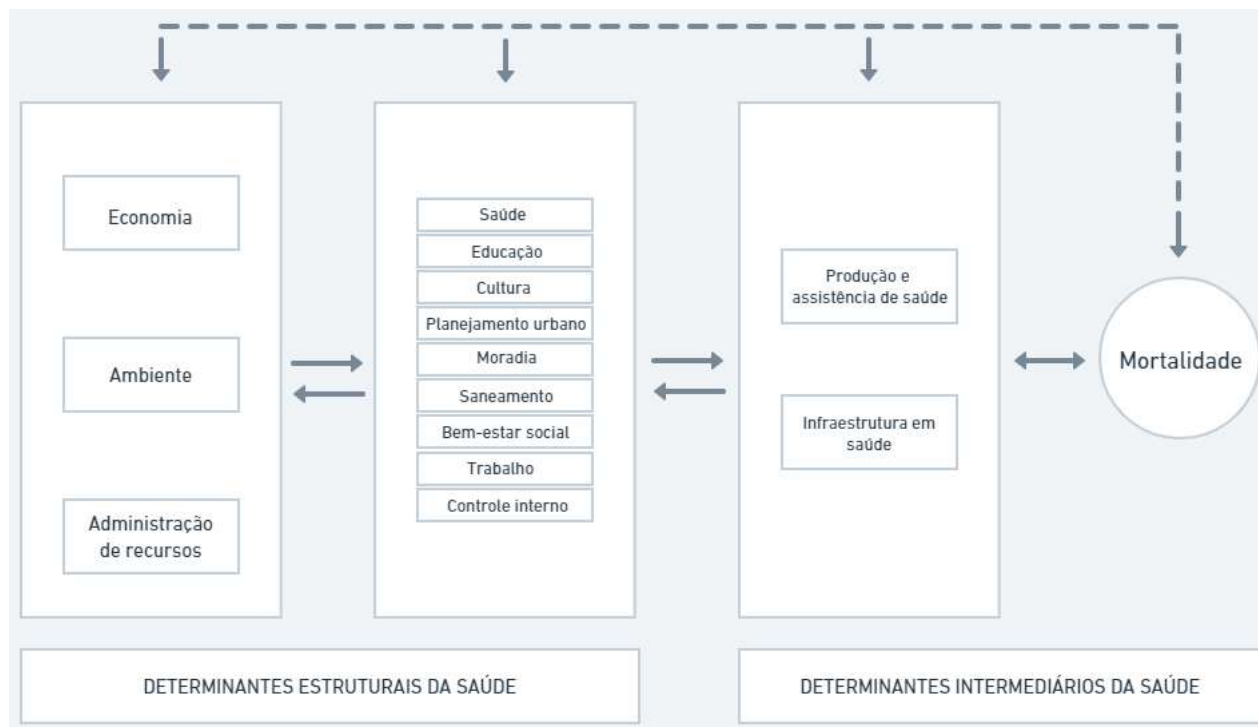 Economia
Ambiente
Administração
de recursos
Saúde
Educação
Cultura
Planejamento urbano
Moradia
Saneamento
Bem-estar social
Trabalho
Controle interno
Produção e
assistência de saúde
Infraestrutura em
saúde
Mortalidade
DETERMINANTES ESTRUTURAIS DA SAÚDE
DETERMINANTES INTERMEDIÁRIOS DA SAÚDE